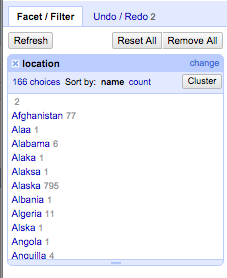 Facet / Filter Undo / Redo 2
Refresh Reset All Remove All
location change
166 choices Sort by: name count Cluster
2
Afghanistan 77
Alaa 1
Alabama 6
Alaka 1
Alaksa 1
Alaska 795
Albania 1
Algeria 11
Alska 1
Angola 1
Anguilla 4